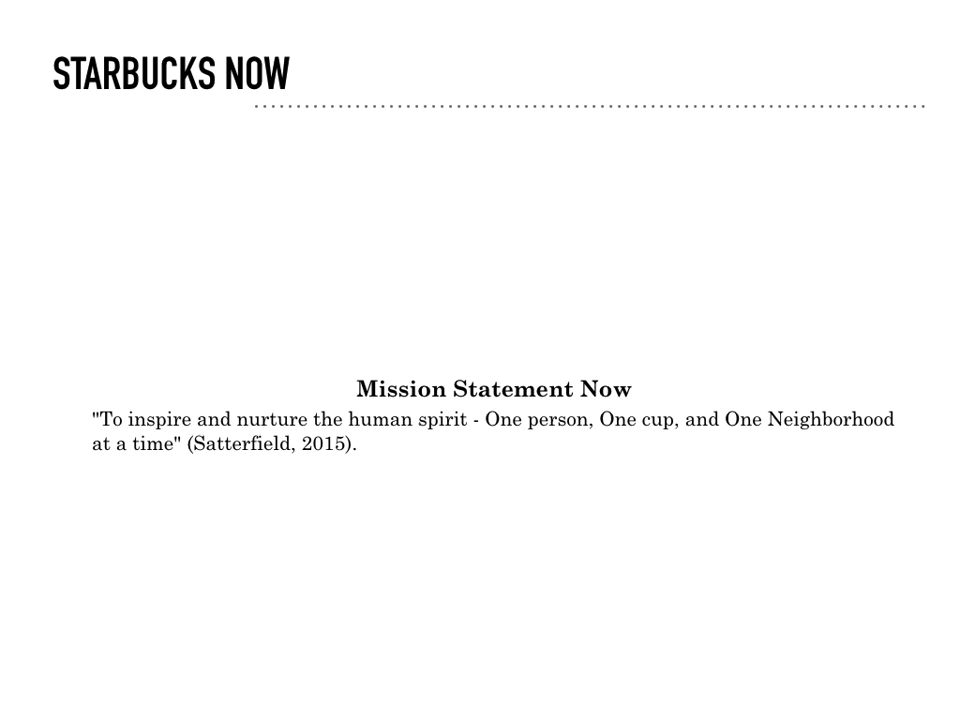 STARBUCKS NOW
Mission Statement Now
"To inspire and nurture the human spirit - One person, One cup, and One Neighborhood
at a time" (Satterfield, 2015).